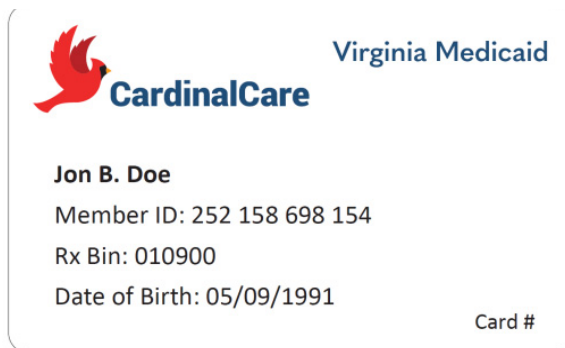 Virginia Medicaid
CardinalCare
Jon B. Doe
Member ID: 252 158 698 154
Rx Bin: 010900
Date of Birth: 05/09/1991
Card #